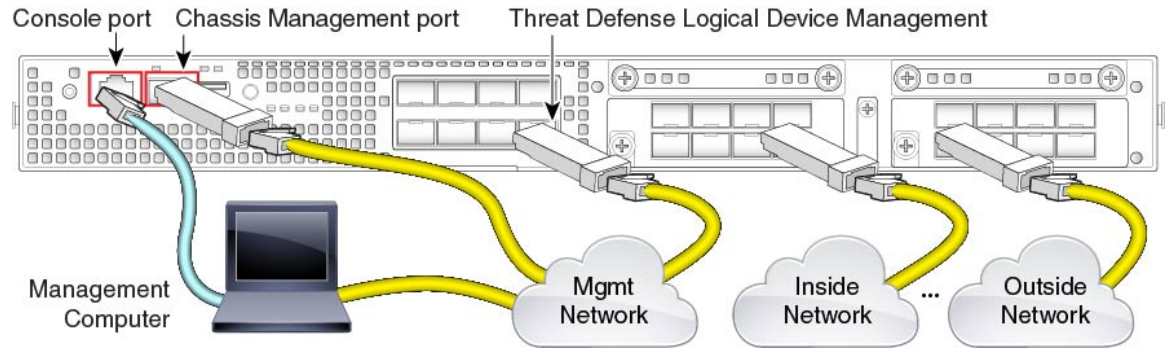 Console port
Chassis Management port
Threat Defense Logical Device Management
Management
Computer
Mgmt
Network
Inside
Network
...
Outside
Network